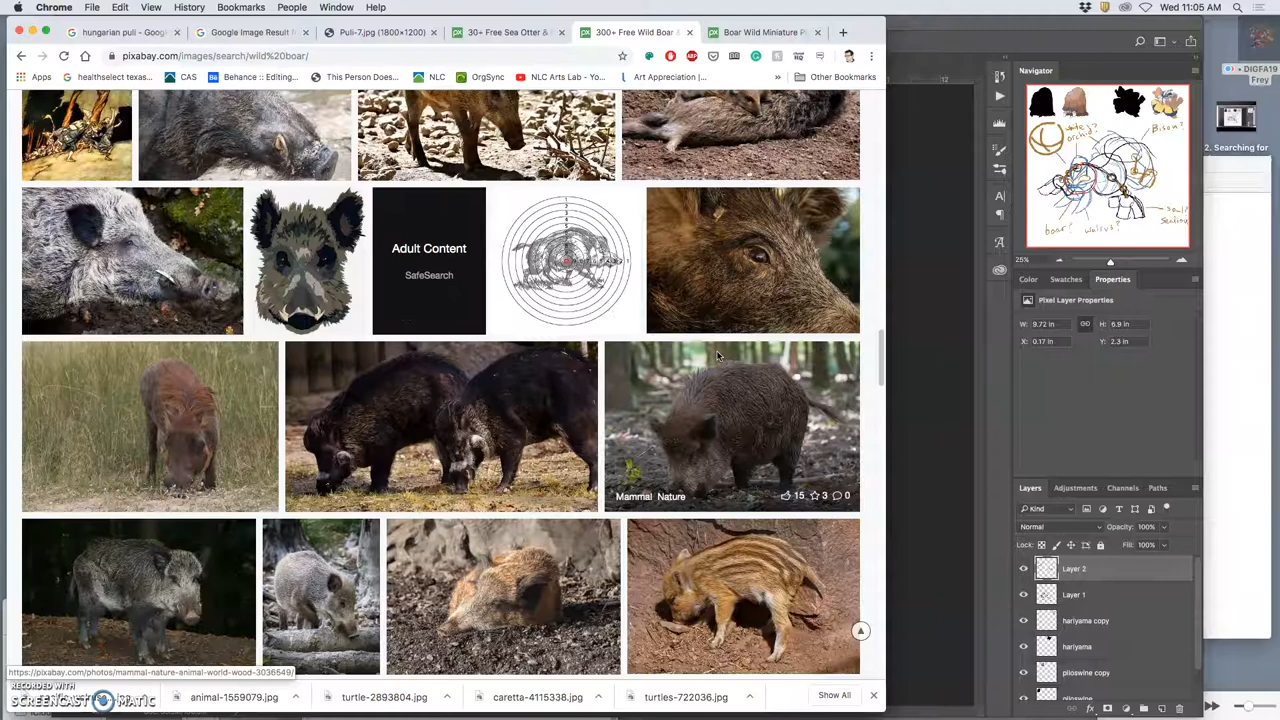 Chrome File Edit View History Bookmarks People Window Help Wed 11:05 AM
hungarian pull - Goog Google Image Result Puli-7.jpg (1800×1200) 30+ Free Sea Otter & 300+ Free Wild Boar & Boar Wild Miniature P
pixabay.com/images/search/wild%20boar/
Apps healthselect texas. CAS Behance :: Editing... This Person Does... NLC OrgSync NLC Arts Lab - Yo... Art Appreciation |... » Other Bookmarks
DIGFA19
Frey
2. Searching for
12
Navigator
Bison?
boar? walrus?
25%
Adult Content
SafeSearch
Color Swatches Properties
Pixel Layer Properties
W: 9.72 in H: 6.9 in
X: 0.17 in Y: 2.3 in
Mammal Nature 15 3 0
Layers Adjustments Channels Paths
Kind
Normal Opacity: 100%
Lock: Fill: 100%
Layer 2
Layer 1
hariyama copy
hariyama
piloswine copy
piloswine
https://pixabay.com/photos/mammal-nature-animal-world-wood-3036549/
RECORDED WITH
SCREENCAST MATIC
animal-1559079.jpg turtle-2893804.jpg caretta-4115338.jpg turtles-722036.jpg Show All